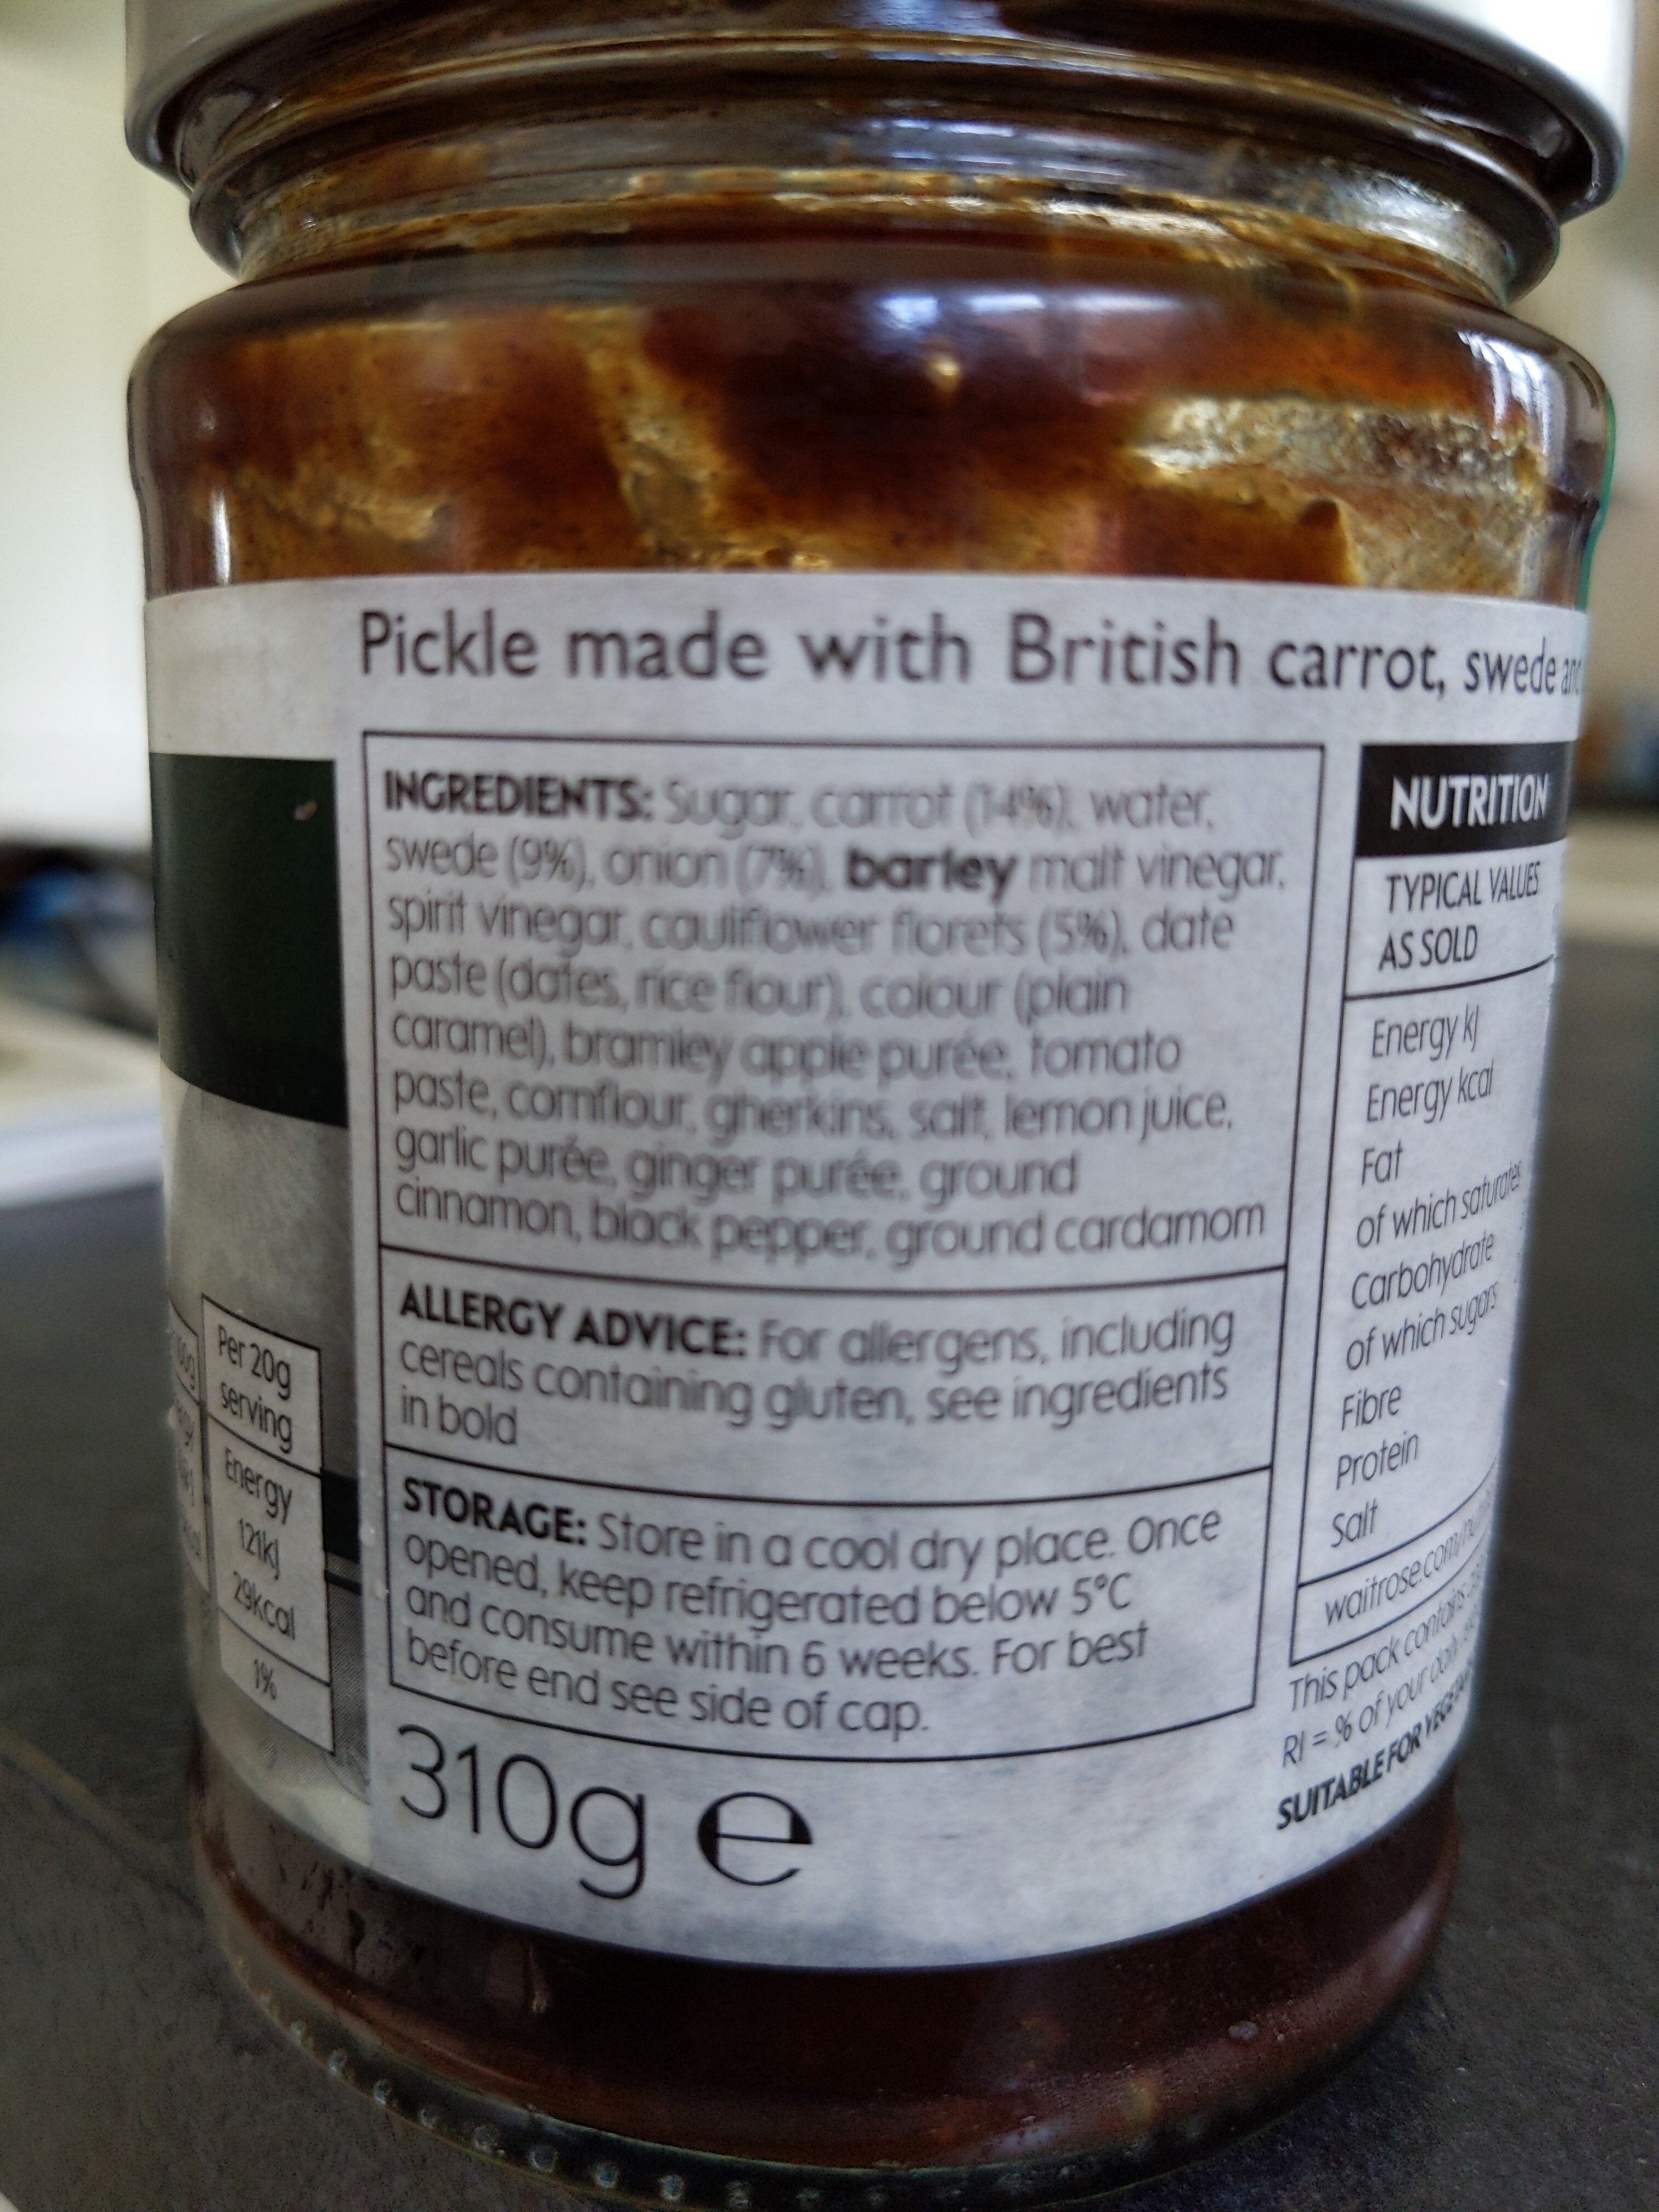 Pickle made with British carrot, swede
INGREDIENTS: Sugar, carrot (14%), water,
swede (9%), onion (7%), barley malt vinegar,
spirit vinegar, cauliflower florets (5%), date
paste (dates, rice flour), colour (plain
caramel), bramley apple purée, tomato
paste, cornflour, gherkins, salt, lemon juice,
garlic purée, ginger purée, ground
cinnamon, black pepper, ground cardamom
ALLERGY ADVICE: For allergens, including
cereals containing gluten, see ingredients
in bold
STORAGE: Store in a cool dry place. Once
opened, keep refrigerated below 5°C
and consume within 6 weeks. For best
before end see side of cap.
310g e
Per 20g
serving
Energy
121kJ
29kcal
1%
NUTRITION
TYPICAL VALUES
AS SOLD
Energy kJ
Energy kcal
Fat
of which saturates
Carbohydrate
of which sugars
Fibre
Protein
Salt
waitrose.com/
This pack contains
RI = % of your daily
SUITABLE FOR